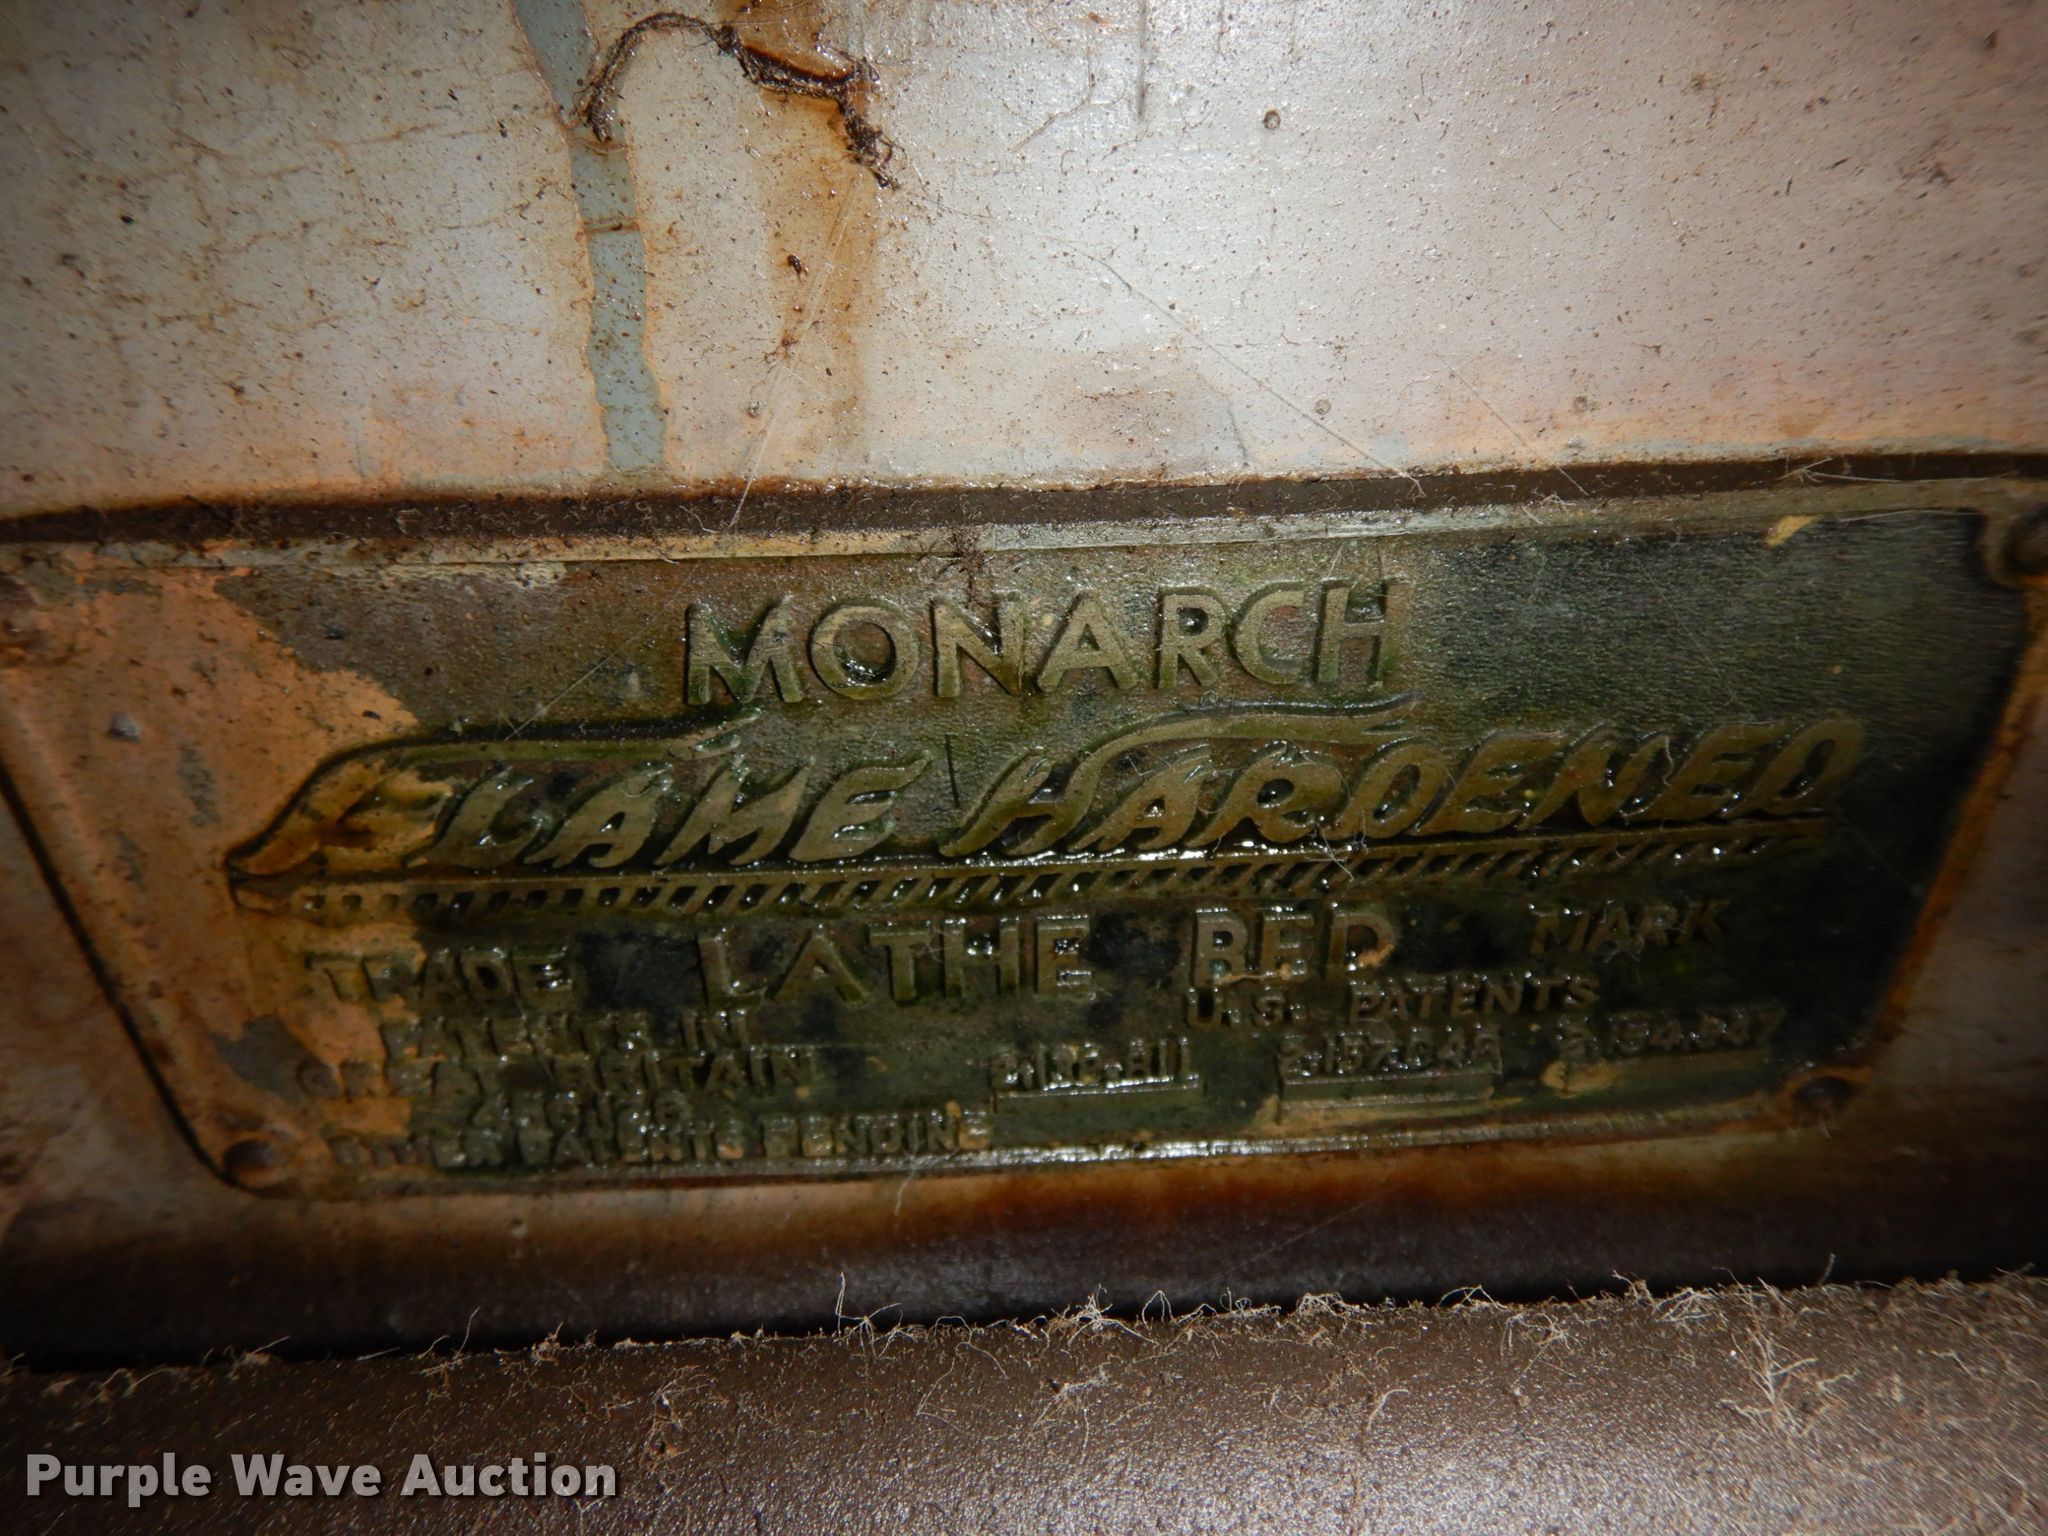 MONARCH
FLAME HARDENED
TRADE LATHE BED MARK
PATENTS IN
GREAT BRITAIN
U.S. PATENTS
OTHER PATENTS PENDING
Purple Wave Auction